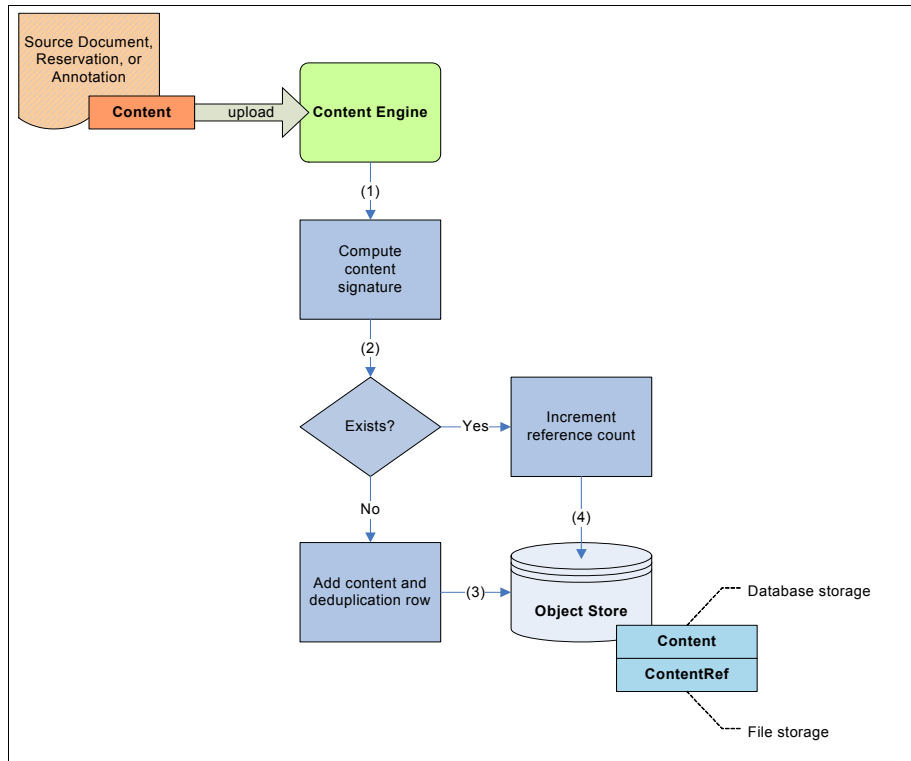 Source Document,
Reservation, or
Annotation
Content
upload
Content Engine
(1)
Compute
content
signature
(2)
Exists?
Yes
Increment
reference count
No
(4)
Add content and
deduplication row
(3)
Object Store
Database storage
Content
ContentRef
File storage